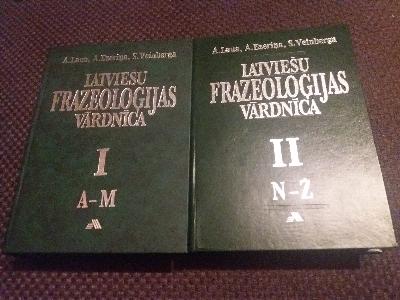 A.Laua, A.Ezeriņa, S.Veinberga
LATVIEŠU
FRAZEOLOĢIJAS
VĀRDNĪCA
I
A–M
A.Laua, A.Ezeriņa, S.Veinberga
LATVIEŠU
FRAZEOLOĢIJAS
VĀRDNĪCA
II
N–Ž